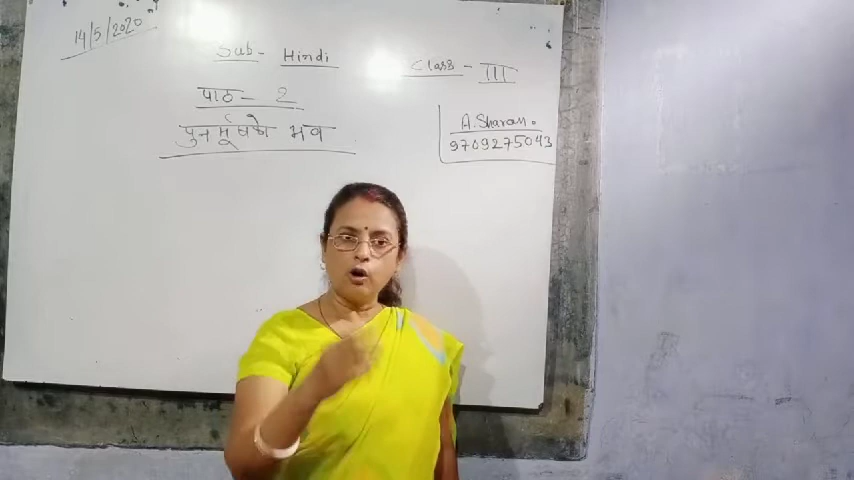 14/5/2020
Sub- Hindi Class - III
पाठ - 2
पुनर्मूषको भव
A. Sharan.
9709275043